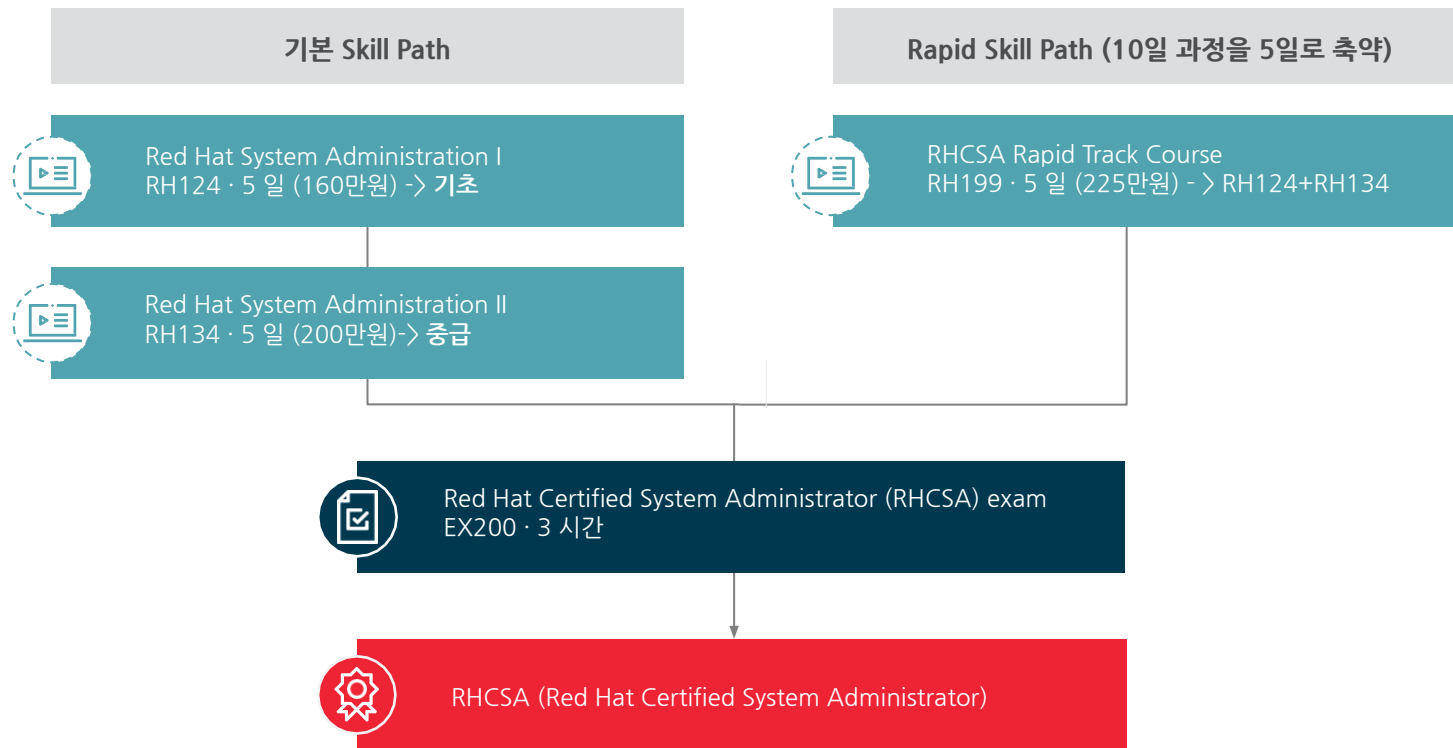 기본 Skill Path
Rapid Skill Path (10일 과정을 5일로 축약)
Red Hat System Administration I
RH124 · 5 일 (160만원) -> 기초
RHCSA Rapid Track Course
RH199 · 5 일 (225만원) - > RH124+RH134
Red Hat System Administration II
RH134 · 5 일 (200만원)-> 중급
Red Hat Certified System Administrator (RHCSA) exam
EX200 · 3 시간
RHCSA (Red Hat Certified System Administrator)